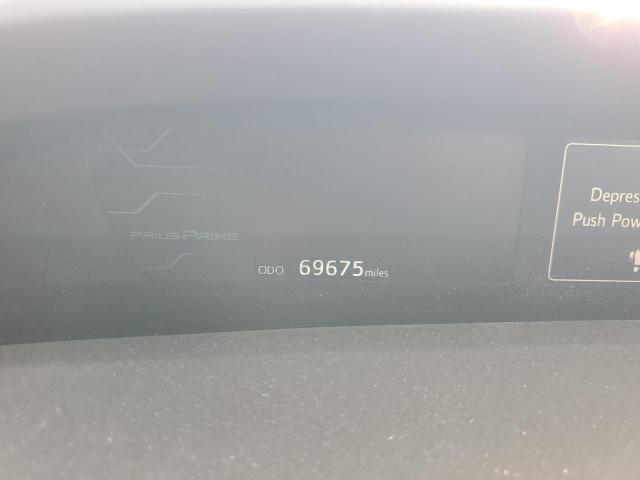 PRIUS PRIME
ODO 69675 miles
Depres
Push Pow